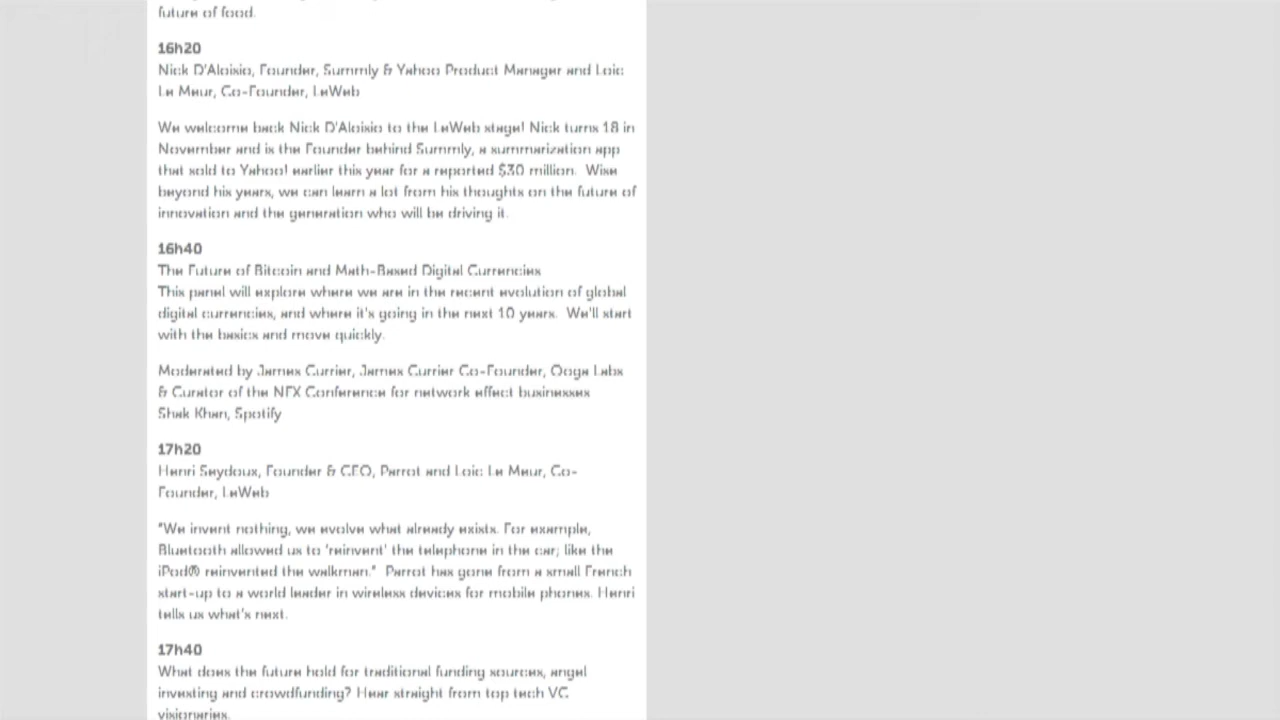 future of food.
16h20
Nick D'Aloisio, Founder, Summly & Yahoo Product Manager and Loic
Le Meur, Co-Founder, LeWeb
We welcome back Nick D'Aloisio to the LeWeb stage! Nick turns 18 in
November and is the Founder behind Summly, a summarization app
that sold to Yahoo! earlier this year for a reported $30 million.  Wise
beyond his years, we can learn a lot from his thoughts on the future of
innovation and the generation who will be driving it.
16h40
The Future of Bitcoin and Math-Based Digital Currencies
This panel will explore where we are in the recent evolution of global
digital currencies, and where it's going in the next 10 years.  We'll start
with the basics and move quickly.
Moderated by James Currier, James Currier Co-Founder, Ooga Labs
& Curator of the NFX Conference for network effect businesses
Shak Khan, Spotify
17h20
Henri Seydoux, Founder & CEO, Parrot and Loic Le Meur, Co-
Founder, LeWeb
"We invent nothing, we evolve what already exists. For example,
Bluetooth allowed us to 'reinvent' the telephone in the car; like the
iPod® reinvented the walkman."  Parrot has gone from a small French
start-up to a world leader in wireless devices for mobile phones. Henri
tells us what's next.
17h40
What does the future hold for traditional funding sources, angel
investing and crowdfunding? Hear straight from top tech VC
visionaries.